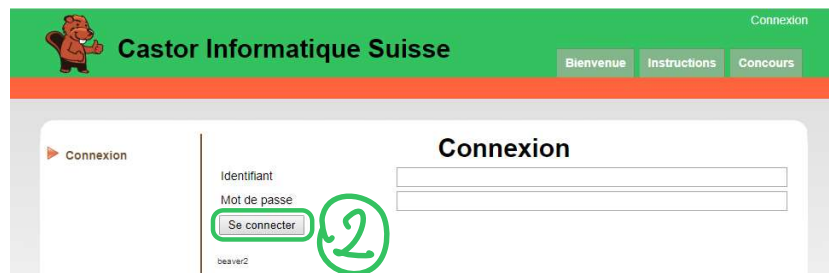 Connexion
Castor Informatique Suisse
Bienvenue Instructions Concours
Connexion
Connexion
Identifiant
Mot de passe
Se connecter
2
beaver2